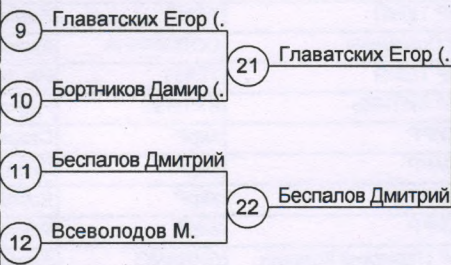 9 Главатских Егор (.
21 Главатских Егор (.
10 Бортников Дамир (.
11 Беспалов Дмитрий
22 Беспалов Дмитрий
12 Всеволодов М.